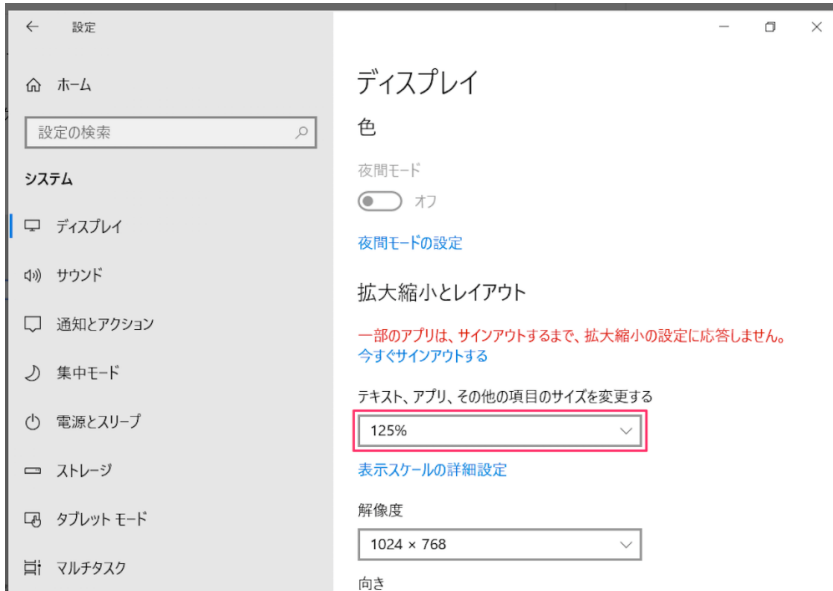 設定
ホーム
設定の検索
システム
ディスプレイ
サウンド
通知とアクション
集中モード
電源とスリープ
ストレージ
タブレット モード
マルチタスク
ディスプレイ
色
夜間モード
オフ
夜間モードの設定
拡大縮小とレイアウト
一部のアプリは、サインアウトするまで、拡大縮小の設定に応答しません。
今すぐサインアウトする
テキスト、アプリ、その他の項目のサイズを変更する
125%
表示スケールの詳細設定
解像度
1024 × 768
向き